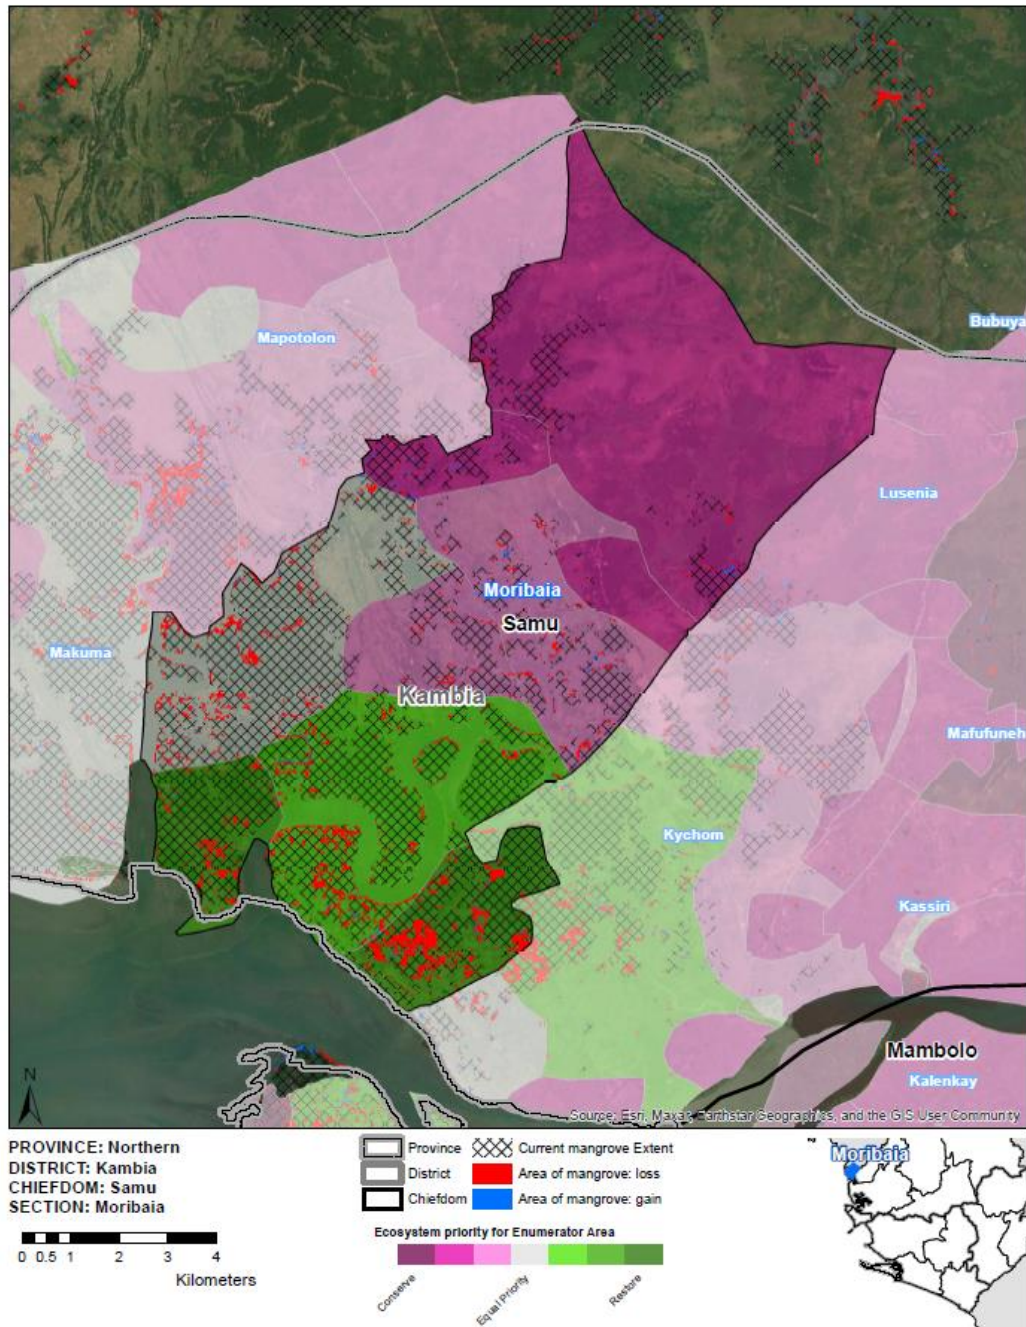 Bubuya
Mapotolon
Lusenia
Moribaia
Samu
Makuma
Kambia
Mafufuneh
Kychom
Kassiri
Mambolo
Kalenkay
N
Source: Esri, Maxar, Earthstar Geographics, and the GIS User Community
PROVINCE: Northern
DISTRICT: Kambia
CHIEFDOM: Samu
SECTION: Moribaia
0 0.5 1 2 3 4
Kilometers
Province
District
Chiefdom
Current mangrove Extent
Area of mangrove: loss
Area of mangrove: gain
Ecosystem priority for Enumerator Area
Conserve
Equal Priority
Restore
Moribaia